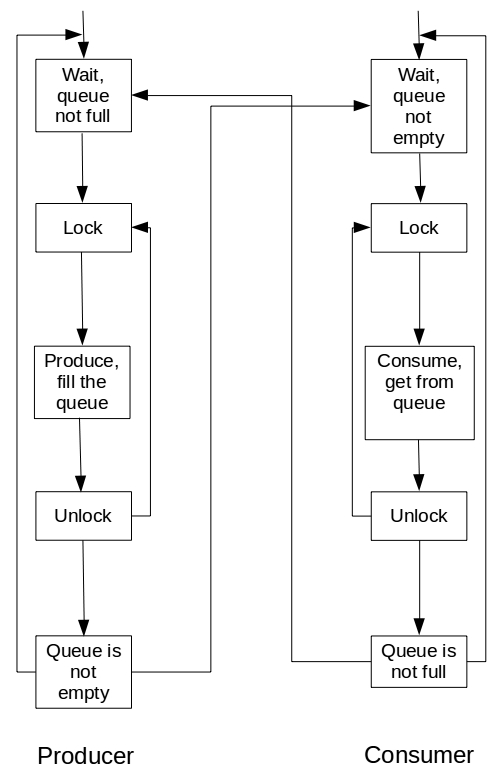 Wait,
queue
not full
Lock
Produce,
fill the
queue
Unlock
Queue is
not
empty
Producer
Wait,
queue
not
empty
Lock
Consume,
get from
queue
Unlock
Queue is
not full
Consumer